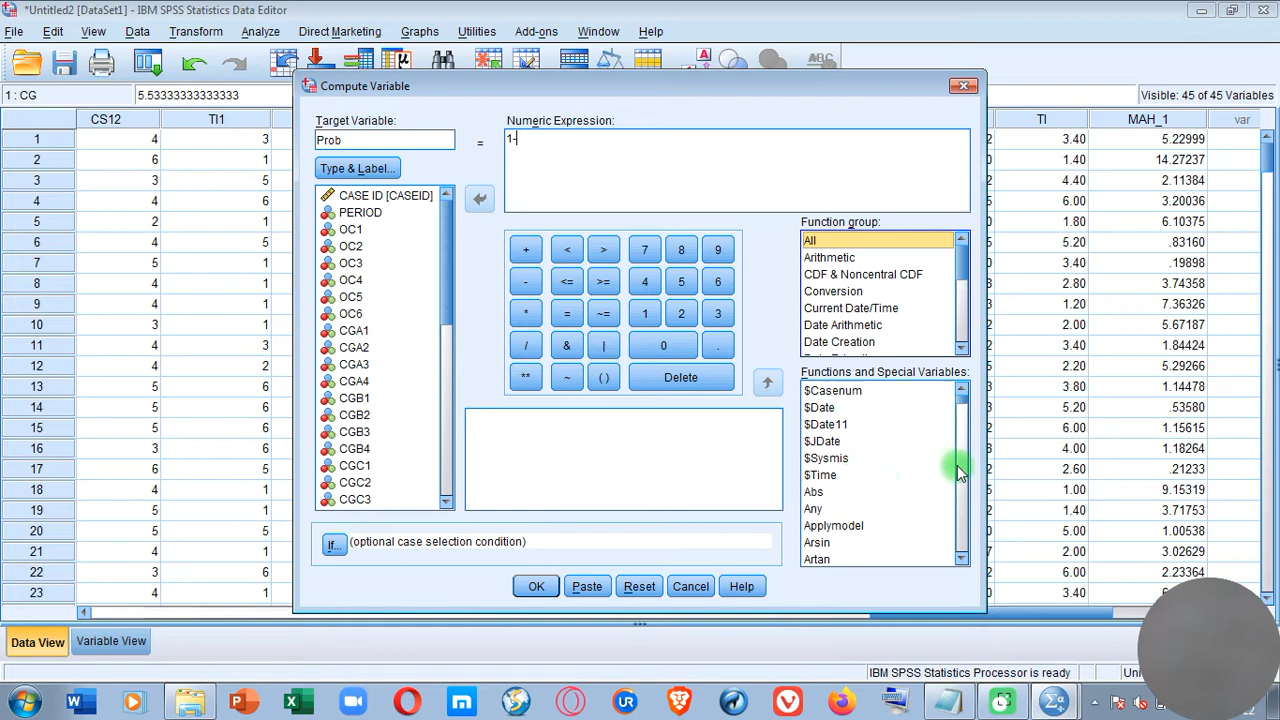 *Untitled2 [DataSet1] - IBM SPSS Statistics Data Editor
File Edit View Data Transform Analyze Direct Marketing Graphs Utilities Add-ons Window Help
1 : CG 5.53333333333333 Visible: 45 of 45 Variables
CS12 TI1 TI MAH_1 var
1 4 3 3.40 5.22999
2 6 1 1.40 14.27237
3 3 5 4.40 2.11384
4 4 6 6.00 3.20036
5 2 1 1.80 6.10375
6 4 5 6.00 .83160
7 5 5 3.40 .19898
8 4 1 2.80 3.74358
9 4 1 1.20 7.36326
10 3 1 2.00 5.67187
11 4 1 3.40 1.84424
12 4 2 2.20 3.66035
13 5 6 3.80 1.14478
14 4 6 5.20 .53580
15 4 6 6.00 1.15615
16 3 6 4.00 1.18264
17 6 5 2.60 .21233
18 4 1 1.00 9.15319
19 5 1 6.00 3.71753
20 5 5 5.00 1.00538
21 4 1 6.00 3.02629
22 3 6 6.00 2.23364
23 4 1 3.40
Compute Variable
Target Variable:
Prob
=
Numeric Expression:
1-
Type & Label...
CASE ID [CASEID]
PERIOD
OC1
OC2
OC3
OC4
OC5
OC6
CGA1
CGA2
CGA3
CGA4
CGB1
CGB2
CGB3
CGB4
CGC1
CGC2
CGC3
+ < > 7 8 9
- <= >= 4 5 6
* = ~= 1 2 3
/ & | 0 .
** ~ ( ) Delete
Function group:
All
Arithmetic
CDF & Noncentral CDF
Conversion
Current Date/Time
Date Arithmetic
Date Creation
Functions and Special Variables:
$Casenum
$Date
$Date11
$JDate
$Sysmis
$Time
Abs
Any
Applymodel
Arsin
Artan
If... (optional case selection condition)
OK Paste Reset Cancel Help
Data View Variable View
IBM SPSS Statistics Processor is ready